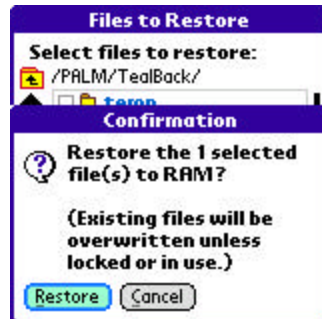 Files to Restore
Select files to restore:
/PALM/TealBack/
temp
Confirmation
Restore the 1 selected
file(s) to RAM?
(Existing files will be
overwritten unless
locked or in use.)
Restore Cancel